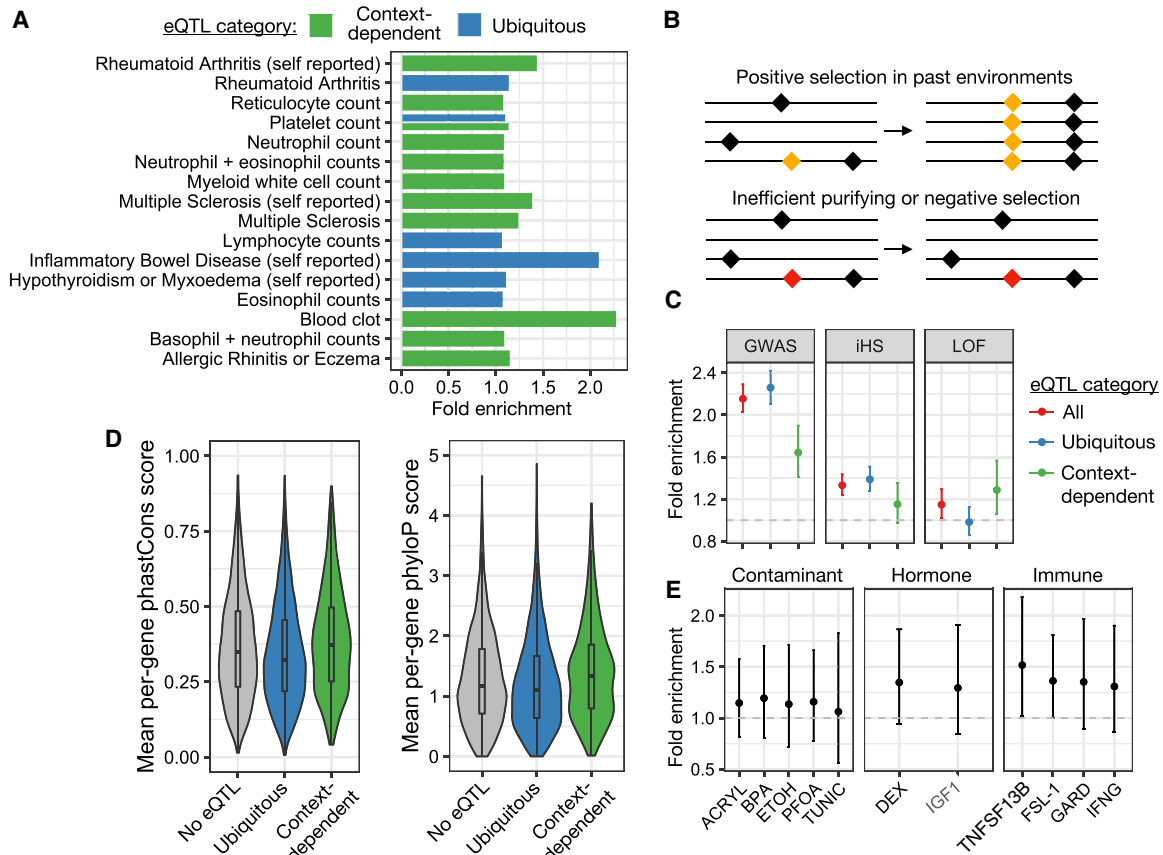 A
eQTL category:
Context-
dependent
Ubiquitous
Rheumatoid Arthritis (self reported)
Rheumatoid Arthritis
Reticulocyte count
Platelet count
Neutrophil count
Neutrophil + eosinophil counts
Myeloid white cell count
Multiple Sclerosis (self reported)
Multiple Sclerosis
Lymphocyte counts
Inflammatory Bowel Disease (self reported)
Hypothyroidism or Myxoedema (self reported)
Eosinophil counts
Blood clot
Basophil + neutrophil counts
Allergic Rhinitis or Eczema
0.0 0.5 1.0 1.5 2.0
Fold enrichment
B
Positive selection in past environments
Inefficient purifying or negative selection
C
GWAS iHS LOF
2.4
2.0
1.6
1.2
0.8
Fold enrichment
eQTL category
All
Ubiquitous
Context-
dependent
D
Mean per-gene phastCons score
1.00
0.75
0.50
0.25
0.00
No eQTL
Ubiquitous
Context-
dependent
Mean per-gene phyloP score
5
4
3
2
1
0
No eQTL
Ubiquitous
Context-
dependent
E
Contaminant Hormone Immune
Fold enrichment
2.0
1.5
1.0
0.5
ACRYL
BPA
ETOH
PFOA
TUNIC
DEX
IGF1
TNFSF13B
FSL-1
GARD
IFNG